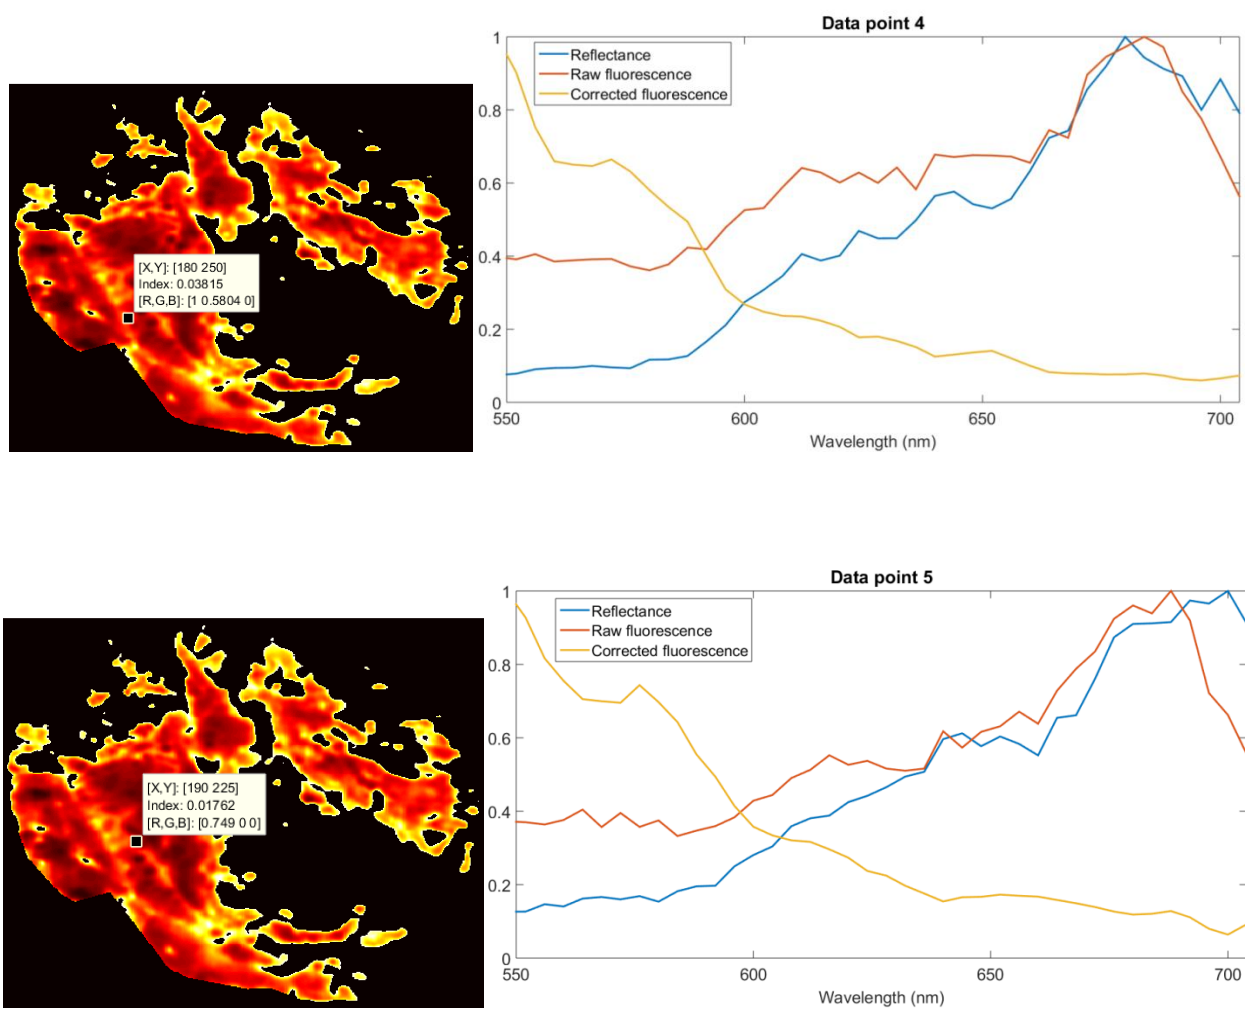 Data point 4
1
0.8
0.6
0.4
0.2
0
Reflectance
Raw fluorescence
Corrected fluorescence
550
600
650
700
Wavelength (nm)
[X,Y]: [180 250]
Index: 0.03815
[R,G,B]: [1 0.5804 0]
Data point 5
1
0.8
0.6
0.4
0.2
0
Reflectance
Raw fluorescence
Corrected fluorescence
550
600
650
700
Wavelength (nm)
[X,Y]: [190 225]
Index: 0.01762
[R,G,B]: [0.749 0 0]